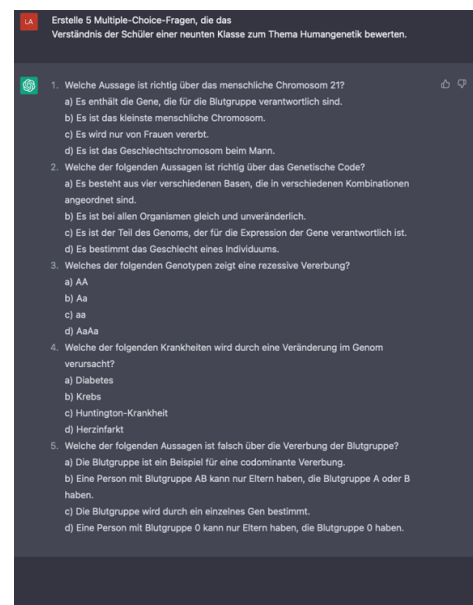 LA
Erstelle 5 Multiple-Choice-Fragen, die das
Verständnis der Schüler einer neunten Klasse zum Thema Humangenetik bewerten.
1. Welche Aussage ist richtig über das menschliche Chromosom 21?
a) Es enthält die Gene, die für die Blutgruppe verantwortlich sind.
b) Es ist das kleinste menschliche Chromosom.
c) Es wird nur von Frauen vererbt.
d) Es ist das Geschlechtschromosom beim Mann.
2. Welche der folgenden Aussagen ist richtig über das Genetische Code?
a) Es besteht aus vier verschiedenen Basen, die in verschiedenen Kombinationen
angeordnet sind.
b) Es ist bei allen Organismen gleich und unveränderlich.
c) Es ist der Teil des Genoms, der für die Expression der Gene verantwortlich ist.
d) Es bestimmt das Geschlecht eines Individuums.
3. Welches der folgenden Genotypen zeigt eine rezessive Vererbung?
a) AA
b) Aa
c) aa
d) AaAa
4. Welche der folgenden Krankheiten wird durch eine Veränderung im Genom
verursacht?
a) Diabetes
b) Krebs
c) Huntington-Krankheit
d) Herzinfarkt
5. Welche der folgenden Aussagen ist falsch über die Vererbung der Blutgruppe?
a) Die Blutgruppe ist ein Beispiel für eine codominante Vererbung.
b) Eine Person mit Blutgruppe AB kann nur Eltern haben, die Blutgruppe A oder B
haben.
c) Die Blutgruppe wird durch ein einzelnes Gen bestimmt.
d) Eine Person mit Blutgruppe 0 kann nur Eltern haben, die Blutgruppe 0 haben.